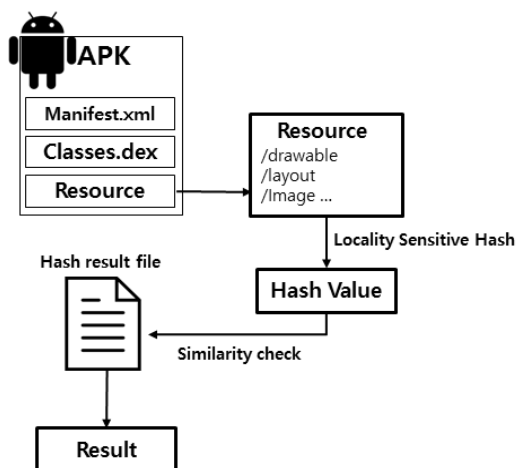 APK
Manifest.xml
Classes.dex
Resource
Resource
/drawable
/layout
/Image ...
Locality Sensitive Hash
Hash result file
Hash Value
Similarity check
Result